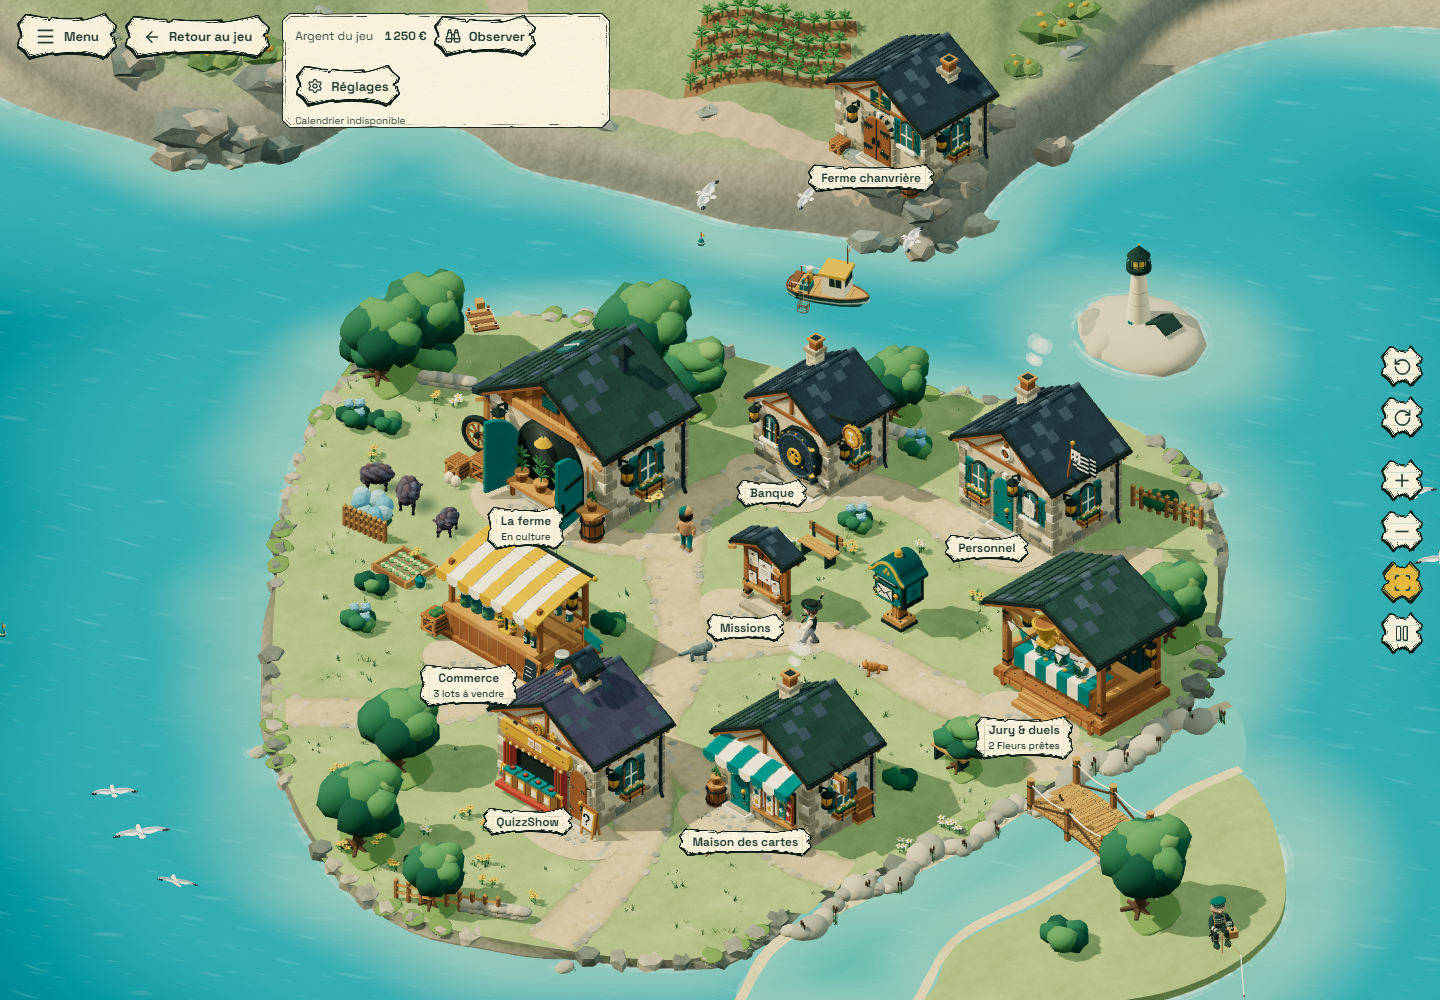 Menu
Retour au jeu
Argent du jeu 1 250 €
Observer
Réglages
Calendrier indisponible
Ferme chanvrière
Banque
La ferme
En culture
Personnel
Missions
Commerce
3 lots à vendre
Jury & duels
2 Fleurs prêtes
QuizzShow
?
Maison des cartes